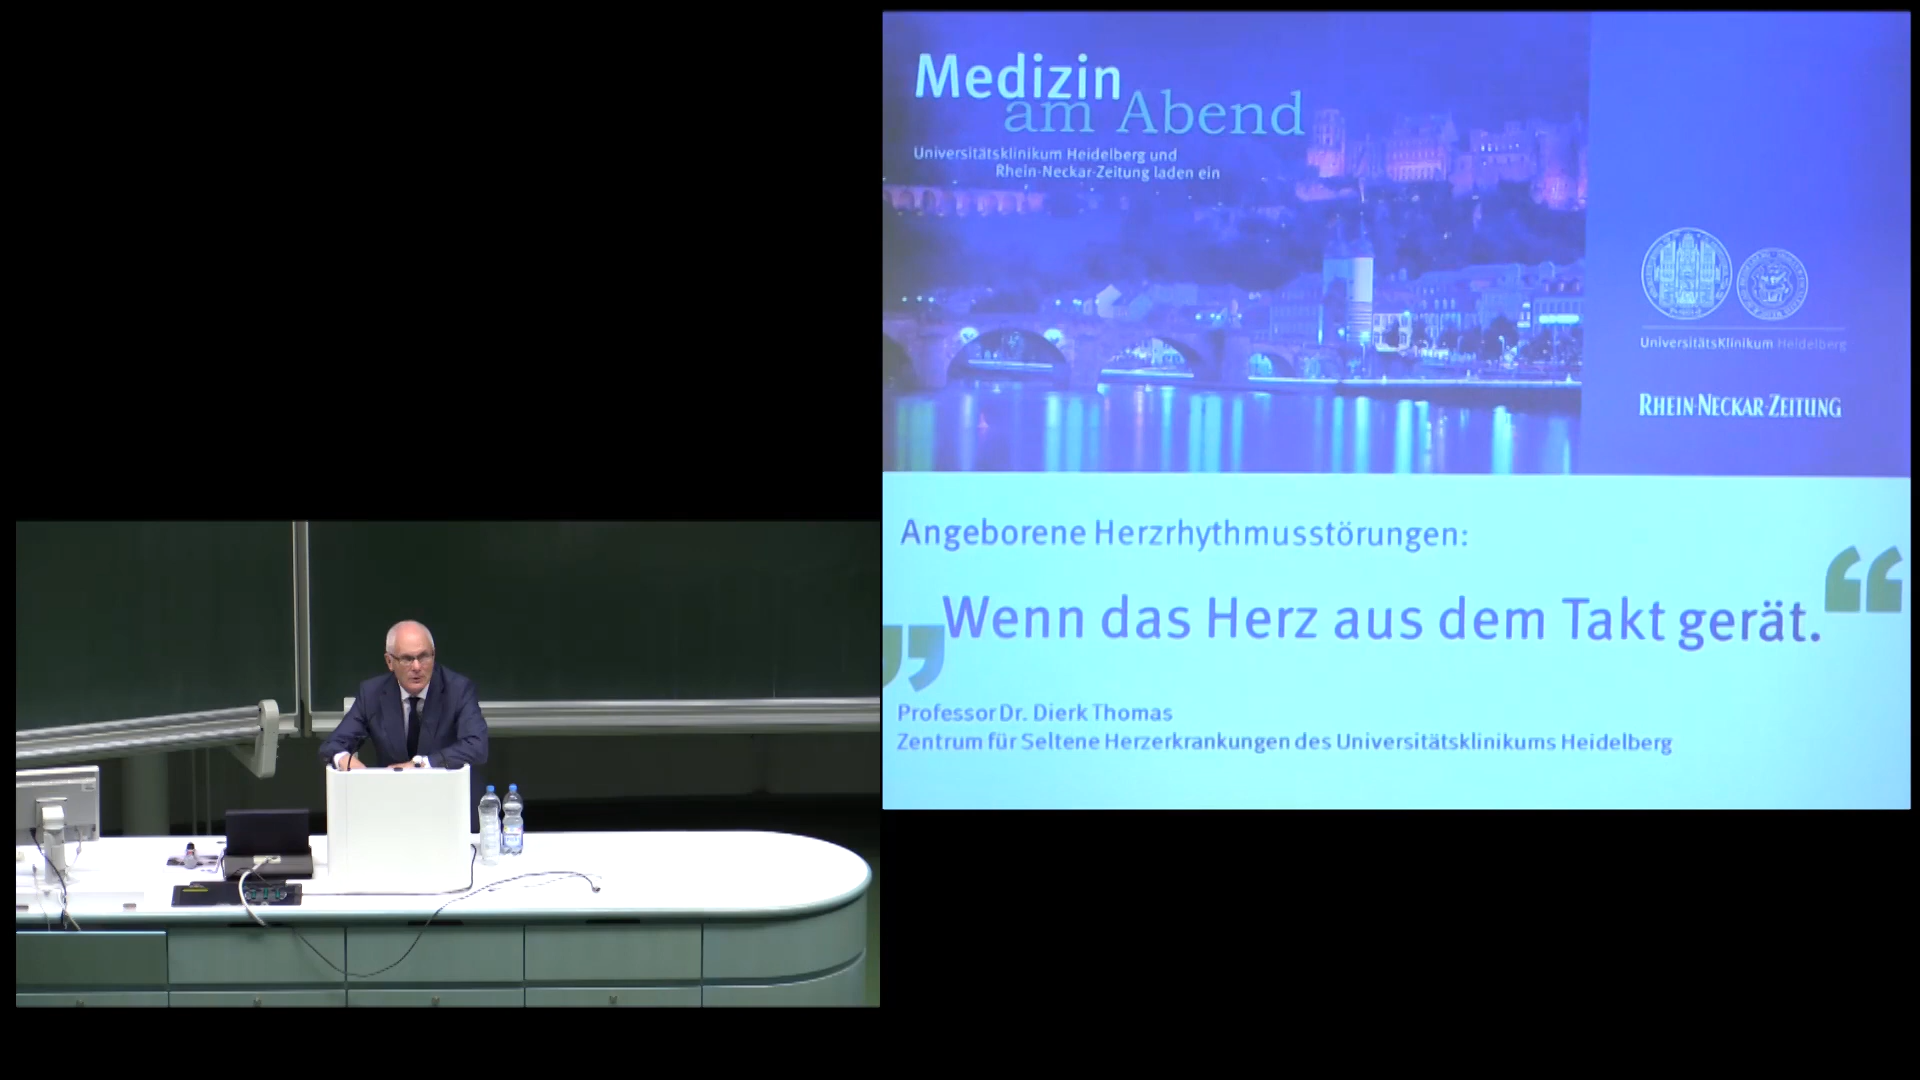 Medizin
am Abend
Universitätsklinikum Heidelberg und
Rhein-Neckar-Zeitung laden ein
UniversitätsKlinikum Heidelberg
RHEIN-NECKAR-ZEITUNG
Angeborene Herzrhythmusstörungen:
„Wenn das Herz aus dem Takt gerät.“
Professor Dr. Dierk Thomas
Zentrum für Seltene Herzerkrankungen des Universitätsklinikums Heidelberg